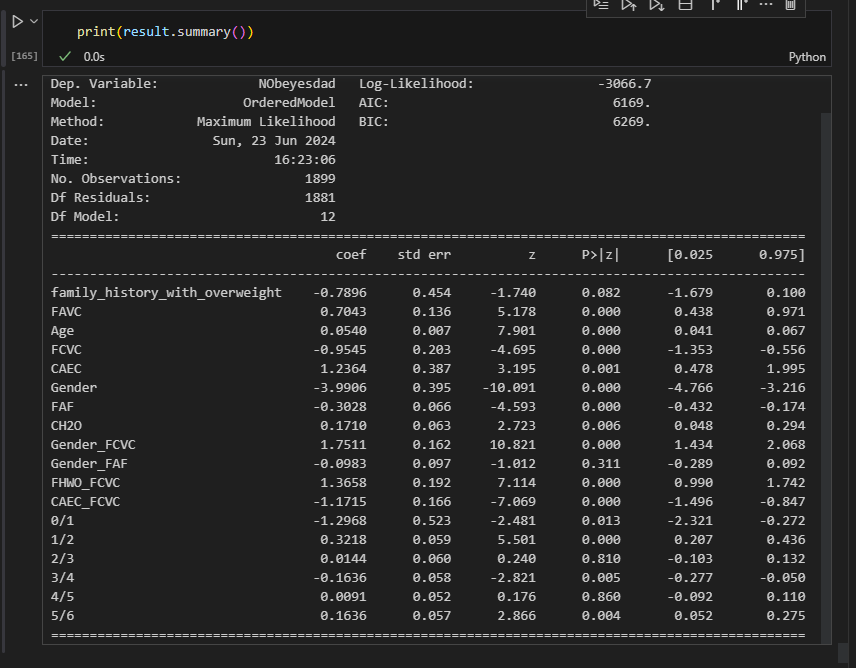 print(result.summary())
[165]
0.0s
Python
...
Dep. Variable: NObeyesdad Log-Likelihood: -3066.7
Model: OrderedModel AIC: 6169.
Method: Maximum Likelihood BIC: 6269.
Date: Sun, 23 Jun 2024
Time: 16:23:06
No. Observations: 1899
Df Residuals: 1881
Df Model: 12
==============================================================================================
coef std err z P>|z| [0.025 0.975]
----------------------------------------------------------------------------------------------
family_history_with_overweight -0.7896 0.454 -1.740 0.082 -1.679 0.100
FAVC 0.7043 0.136 5.178 0.000 0.438 0.971
Age 0.0540 0.007 7.901 0.000 0.041 0.067
FCVC -0.9545 0.203 -4.695 0.000 -1.353 -0.556
CAEC 1.2364 0.387 3.195 0.001 0.478 1.995
Gender -3.9906 0.395 -10.091 0.000 -4.766 -3.216
FAF -0.3028 0.066 -4.593 0.000 -0.432 -0.174
CH2O 0.1710 0.063 2.723 0.006 0.048 0.294
Gender_FCVC 1.7511 0.162 10.821 0.000 1.434 2.068
Gender_FAF -0.0983 0.097 -1.012 0.311 -0.289 0.092
FHWO_FCVC 1.3658 0.192 7.114 0.000 0.990 1.742
CAEC_FCVC -1.1715 0.166 -7.069 0.000 -1.496 -0.847
0/1 -1.2968 0.523 -2.481 0.013 -2.321 -0.272
1/2 0.3218 0.059 5.501 0.000 0.207 0.436
2/3 0.0144 0.060 0.240 0.810 -0.103 0.132
3/4 -0.1636 0.058 -2.821 0.005 -0.277 -0.050
4/5 0.0091 0.052 0.176 0.860 -0.092 0.110
5/6 0.1636 0.057 2.866 0.004 0.052 0.275
==============================================================================================